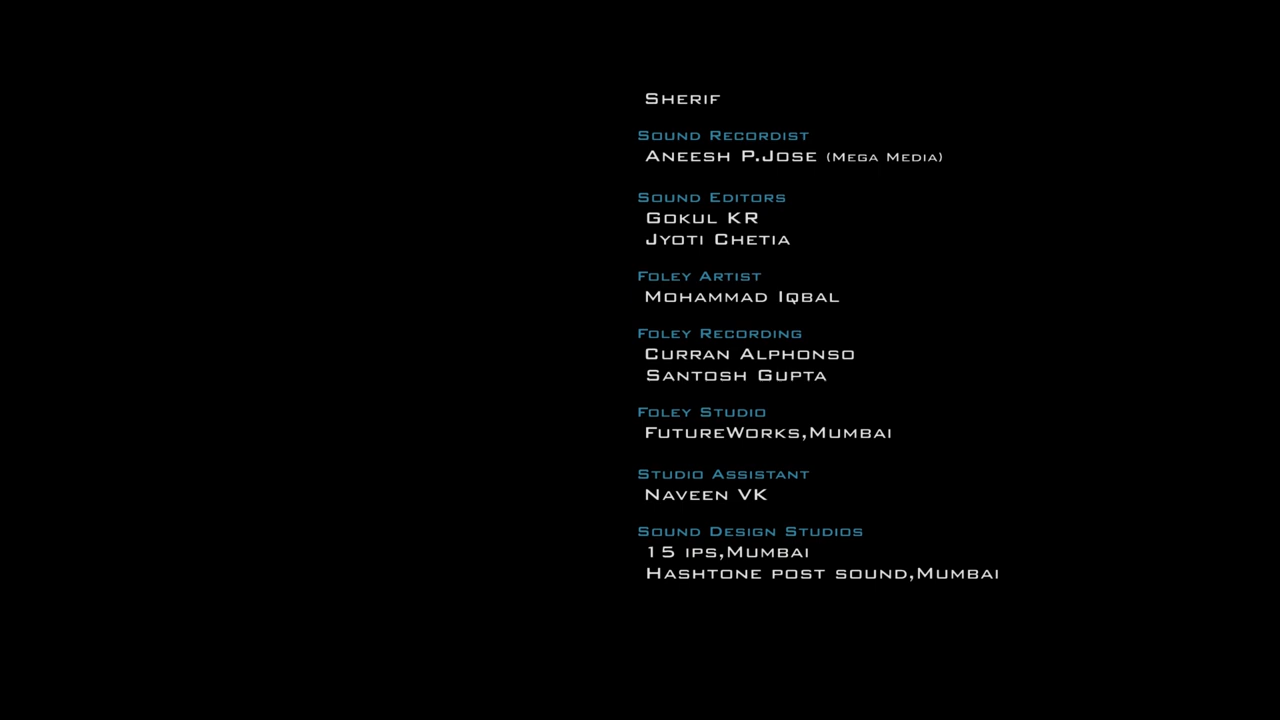 Sherif
Sound Recordist
Aneesh P.Jose (Mega Media)
Sound Editors
Gokul KR
Jyoti Chetia
Foley Artist
Mohammad Iqbal
Foley Recording
Curran Alphonso
Santosh Gupta
Foley Studio
FutureWorks,Mumbai
Studio Assistant
Naveen VK
Sound Design Studios
15 ips,Mumbai
Hashtone post sound,Mumbai